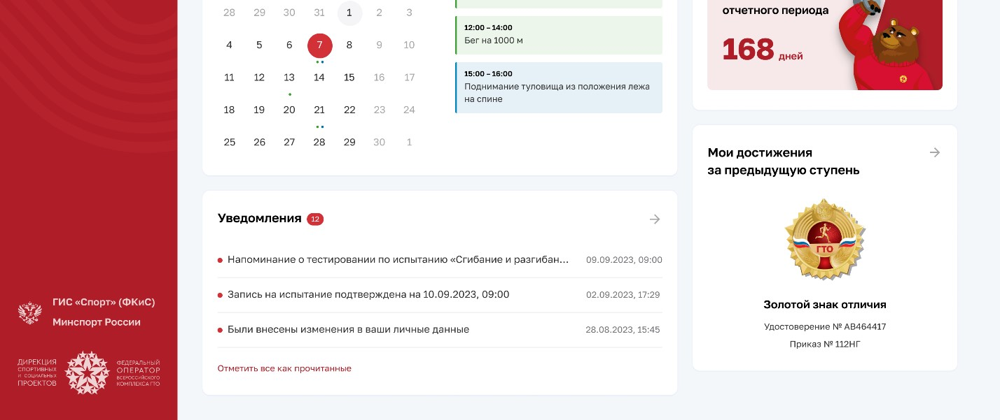 28 29 30 31 1 2 3
4 5 6 7 8 9 10
11 12 13 14 15 16 17
18 19 20 21 22 23 24
25 26 27 28 29 30 1
12:00 – 14:00
Бег на 1000 м
15:00 – 16:00
Поднимание туловища из положения лежа
на спине
отчетного периода
168 дней
Уведомления 12
Напоминание о тестировании по испытанию «Сгибание и разгибан... 09.09.2023, 09:00
Запись на испытание подтверждена на 10.09.2023, 09:00 02.09.2023, 17:29
Были внесены изменения в ваши личные данные 28.08.2023, 15:45
Отметить все как прочитанные
Мои достижения
за предыдущую ступень
ГТО
Золотой знак отличия
Удостоверение № АВ464417
Приказ № 112НГ
ГИС «Спорт» (ФКиС)
Минспорт России
ДИРЕКЦИЯ
СПОРТИВНЫХ
И СОЦИАЛЬНЫХ
ПРОЕКТОВ
ФЕДЕРАЛЬНЫЙ
ОПЕРАТОР
ВСЕРОССИЙСКОГО
КОМПЛЕКСА ГТО